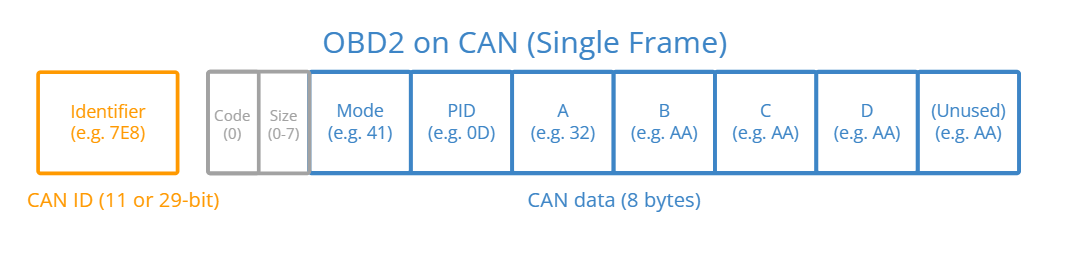 OBD2 on CAN (Single Frame)
Identifier
(e.g. 7E8)
Code
(0)
Size
(0-7)
Mode
(e.g. 41)
PID
(e.g. 0D)
A
(e.g. 32)
B
(e.g. AA)
C
(e.g. AA)
D
(e.g. AA)
(Unused)
(e.g. AA)
CAN ID (11 or 29-bit)
CAN data (8 bytes)